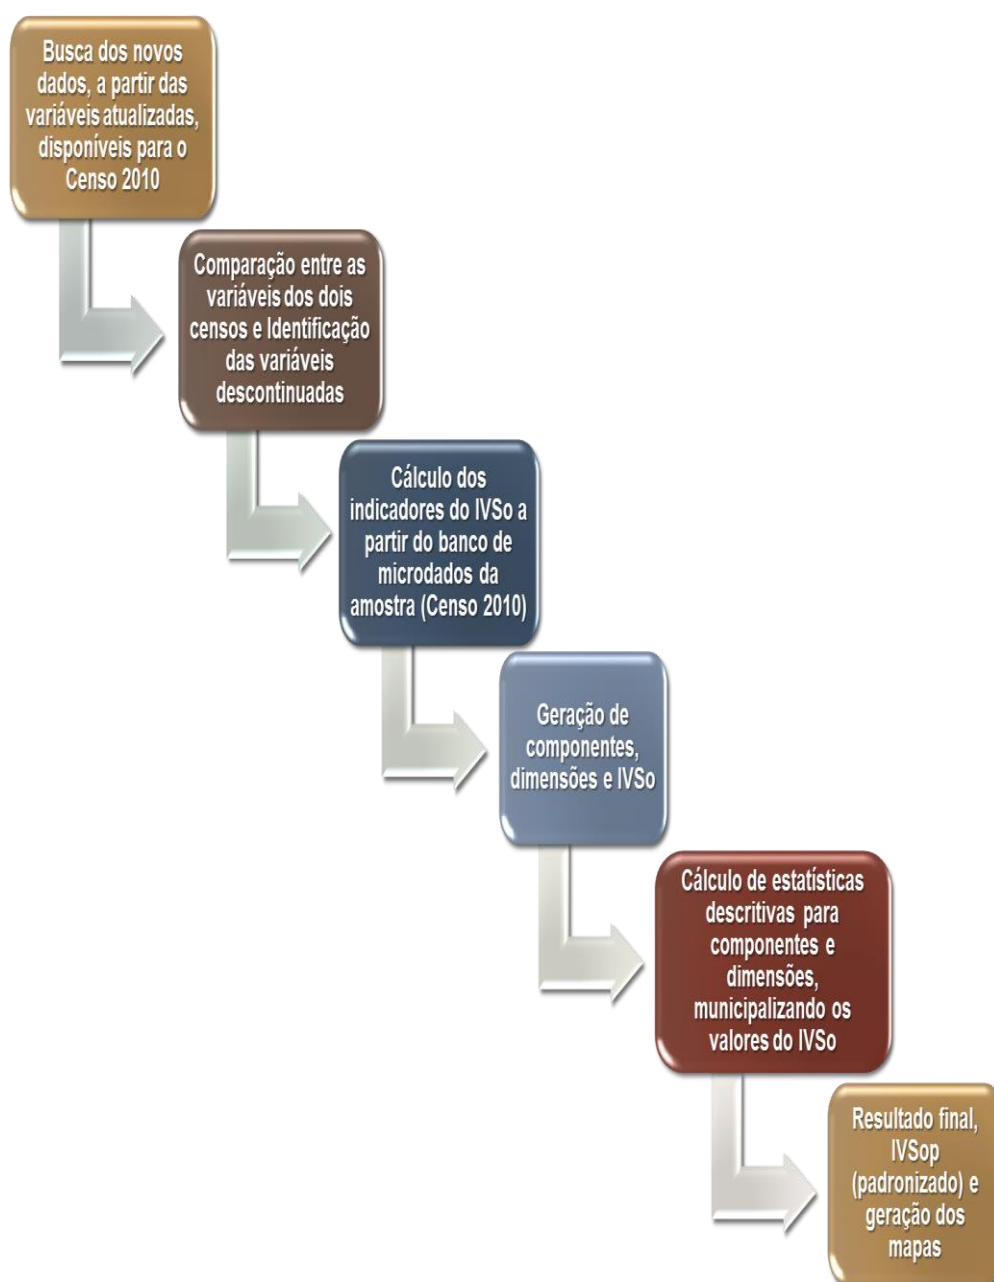 Busca dos novos
dados, a partir das
variáveis atualizadas,
disponíveis para o
Censo 2010
Comparação entre as
variáveis dos dois
censos e Identificação
das variáveis
descontinuadas
Cálculo dos
indicadores do IVSo a
partir do banco de
microdados da
amostra (Censo 2010)
Geração de
componentes,
dimensões e IVSo
Cálculo de estatísticas
descritivas para
componentes e
dimensões,
municipalizando os
valores do IVSo
Resultado final,
IVSop
(padronizado) e
geração dos
mapas